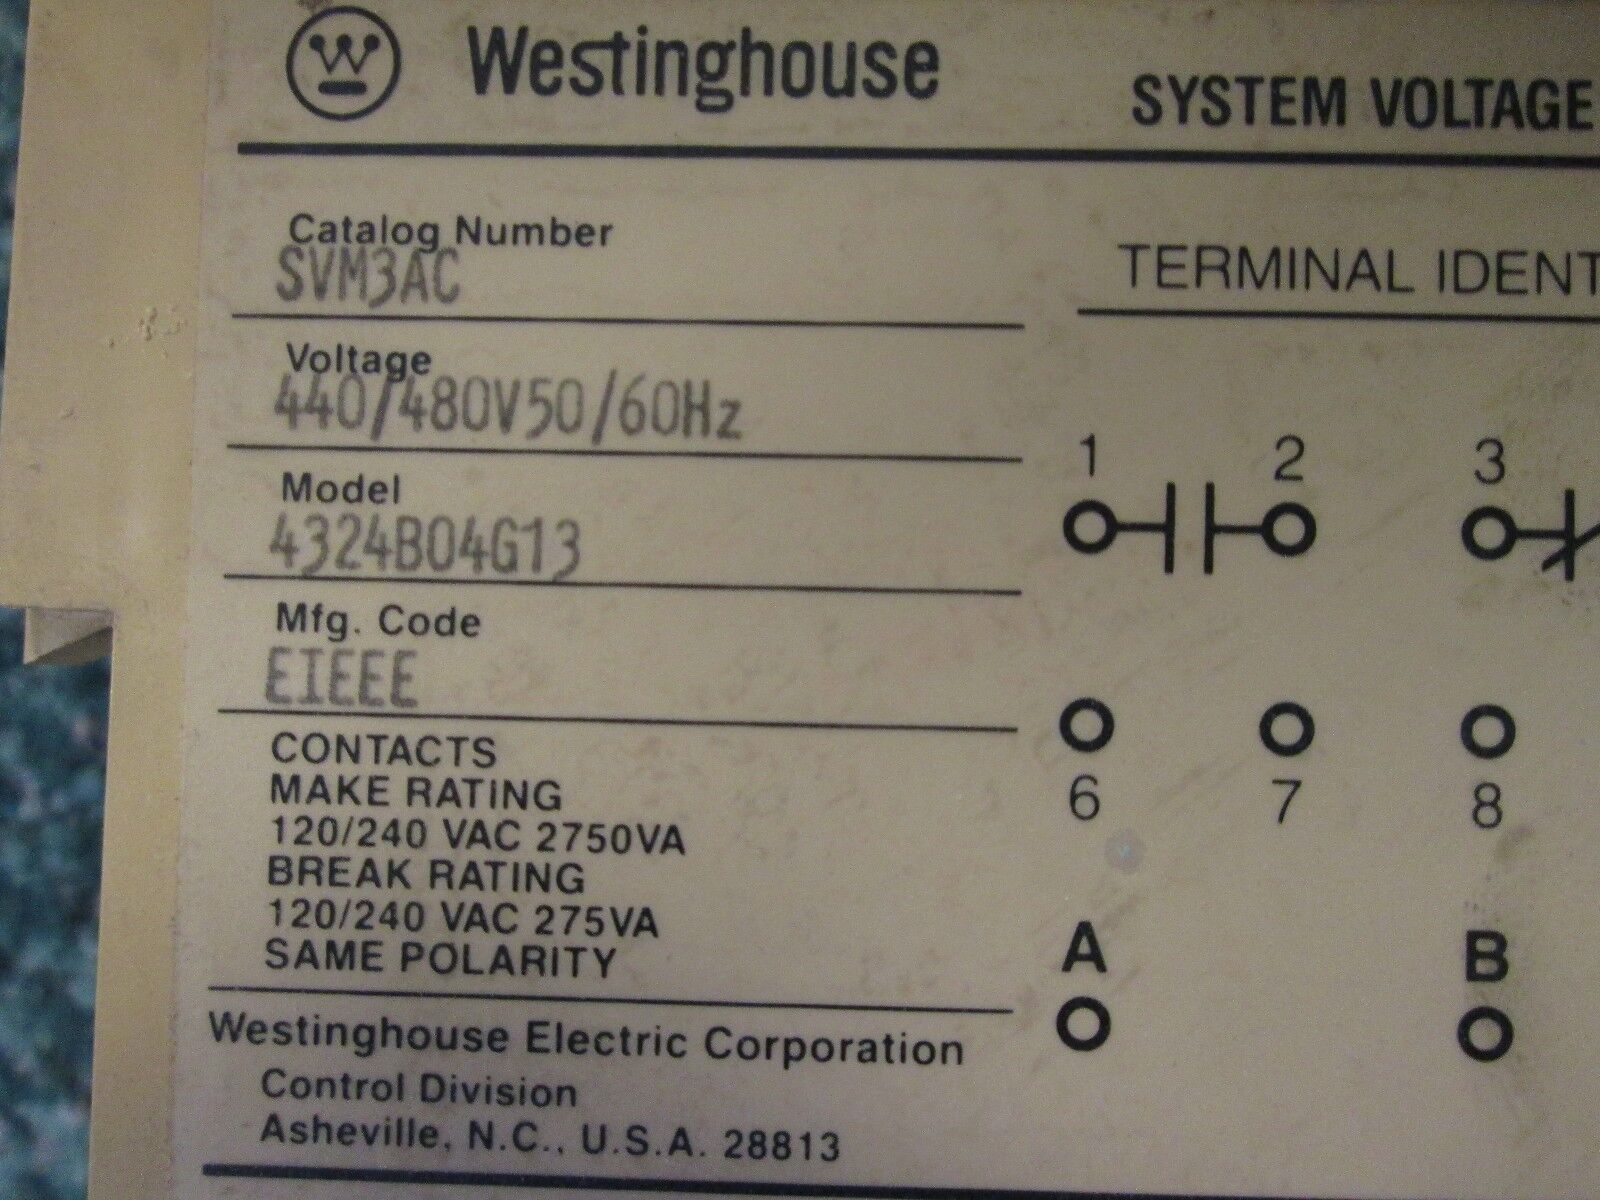 Westinghouse
SYSTEM VOLTAGE
Catalog Number
SVM3AC
TERMINAL IDENT
Voltage
440/480V50/60Hz
1 2 3
Model
4324B04G13
Mfg. Code
EIEEE
CONTACTS
MAKE RATING
120/240 VAC 2750VA
BREAK RATING
120/240 VAC 275VA
SAME POLARITY
6 7 8
A B
Westinghouse Electric Corporation
Control Division
Asheville, N.C., U.S.A. 28813